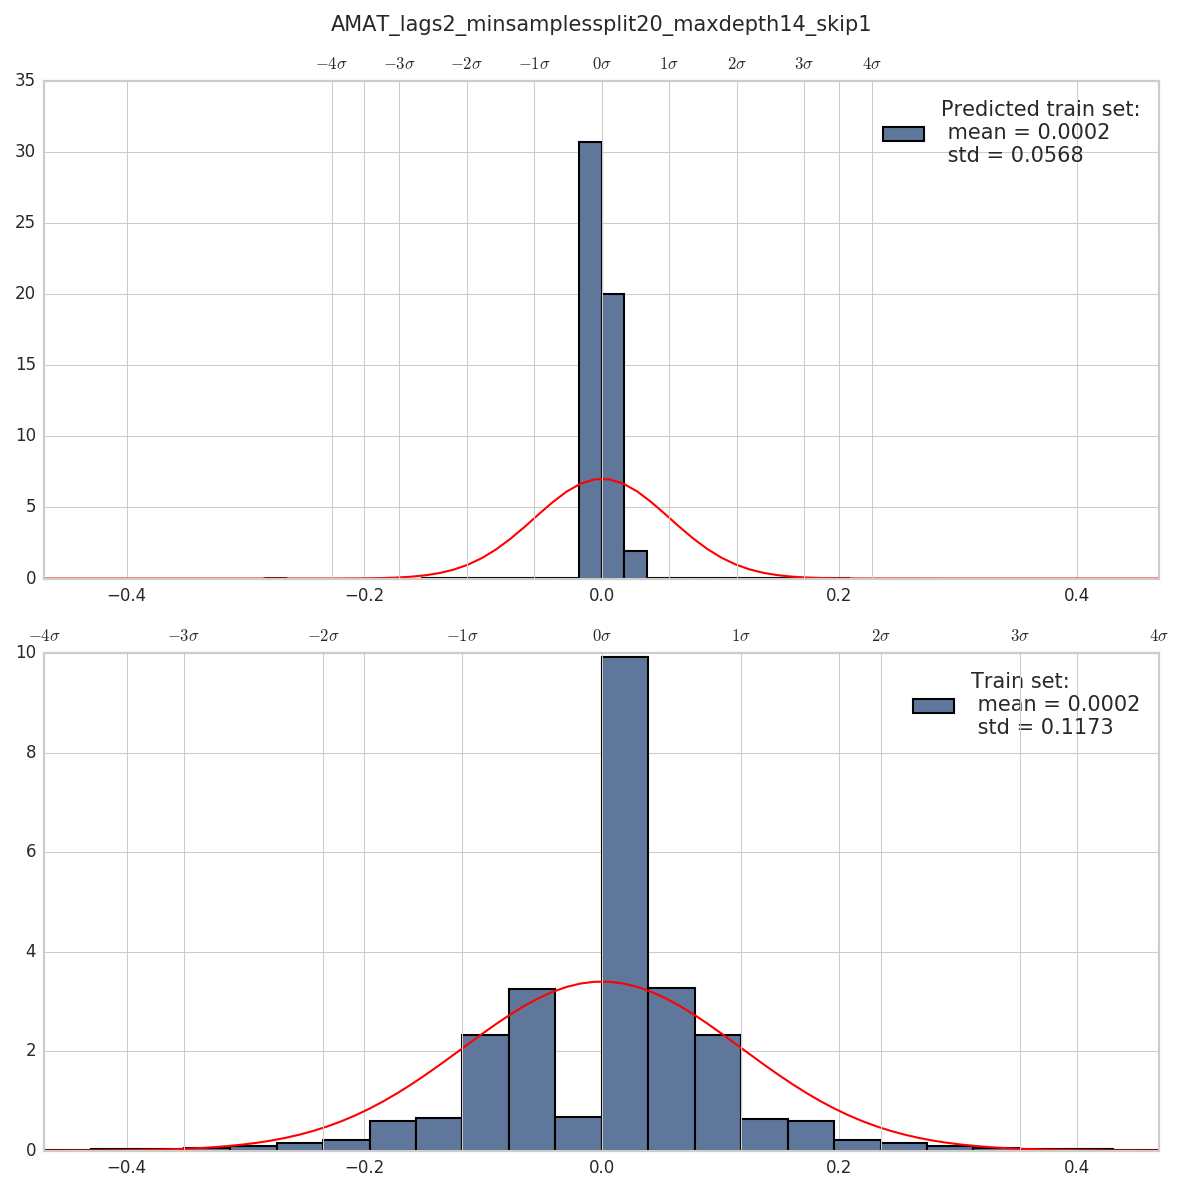 AMAT_lags2_minsamplessplit20_maxdepth14_skip1
−4σ −3σ −2σ −1σ 0σ 1σ 2σ 3σ 4σ
35
30
25
20
15
10
5
0
Predicted train set:
mean = 0.0002
std = 0.0568
−0.4 −0.2 0.0 0.2 0.4
−4σ −3σ −2σ −1σ 0σ 1σ 2σ 3σ 4σ
10
8
6
4
2
0
Train set:
mean = 0.0002
std = 0.1173
−0.4 −0.2 0.0 0.2 0.4